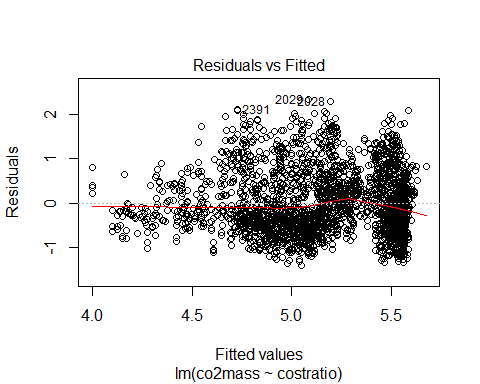 Residuals vs Fitted
2029
2028
2391
Residuals
2
1
0
-1
4.0 4.5 5.0 5.5
Fitted values
lm(co2mass ~ costratio)